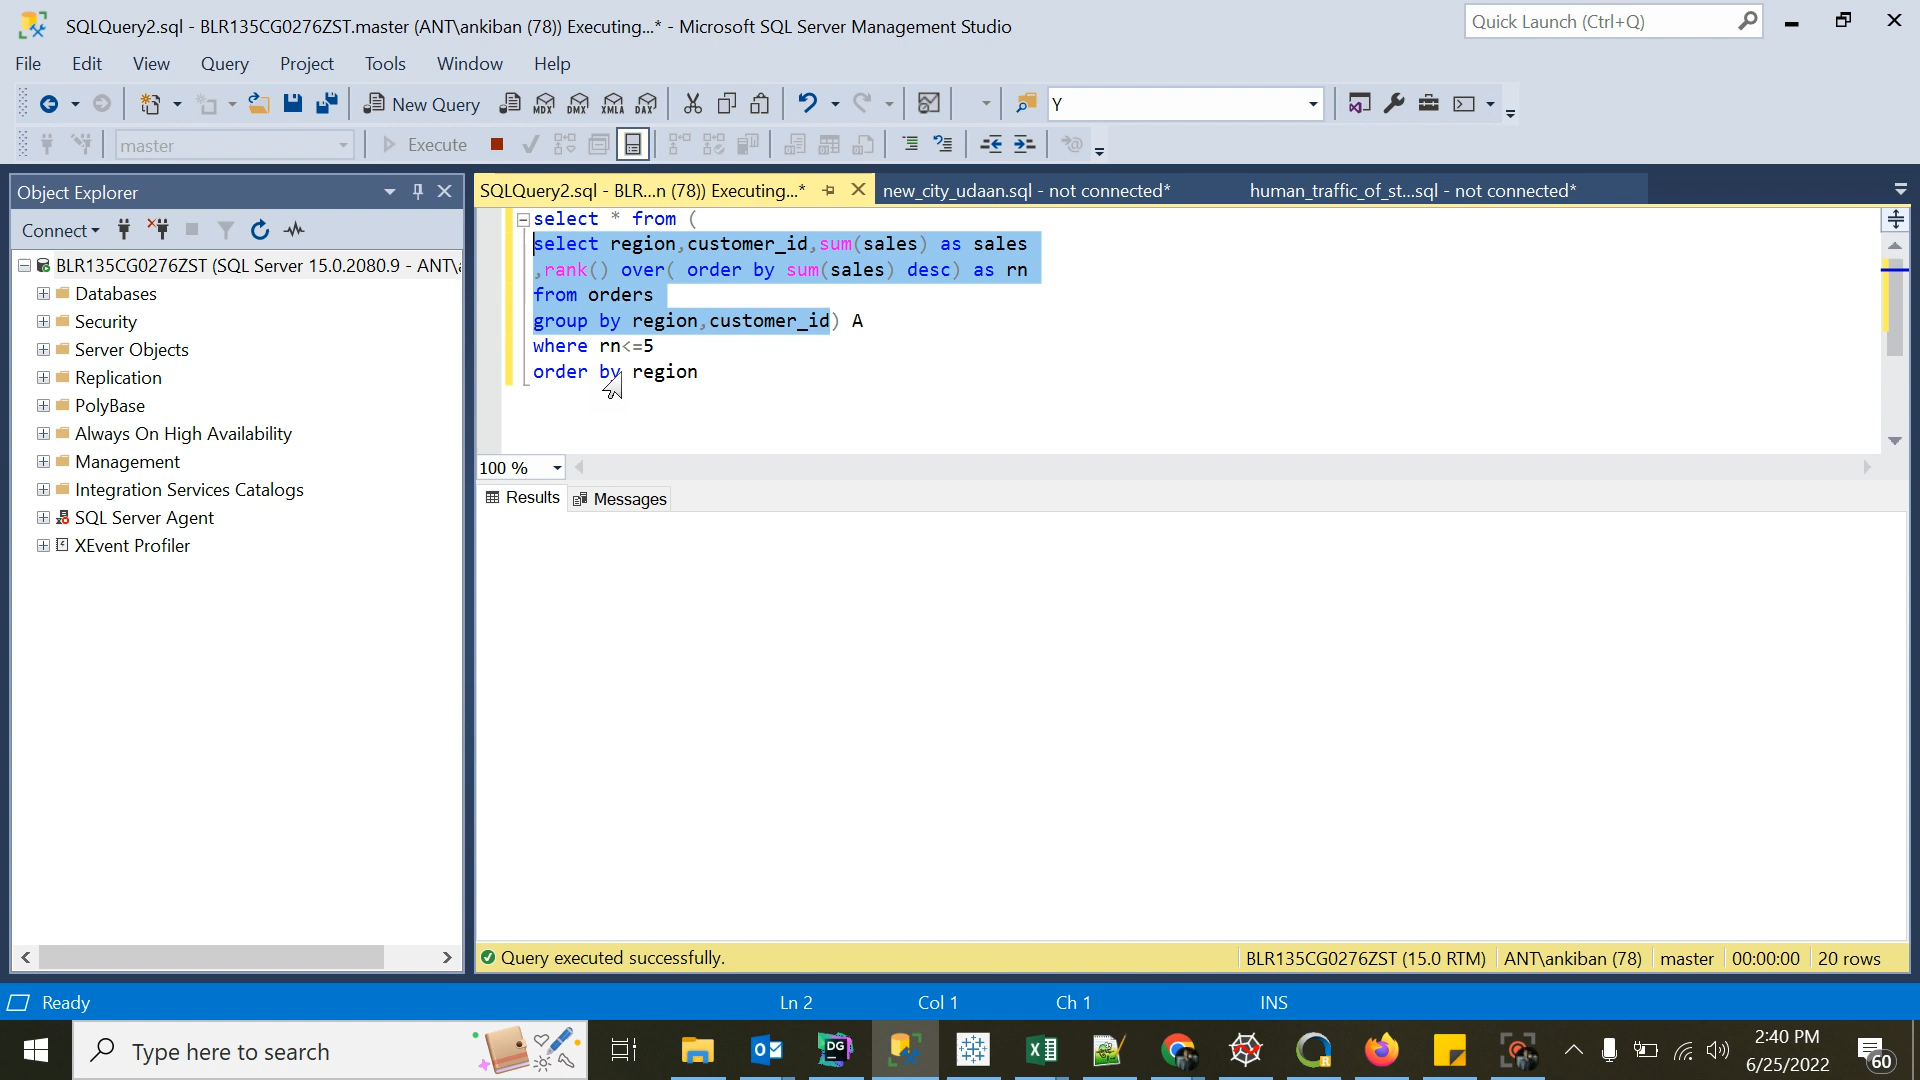 SQLQuery2.sql - BLR135CG0276ZST.master (ANT\ankiban (78)) Executing...* - Microsoft SQL Server Management Studio
Quick Launch (Ctrl+Q)
File Edit View Query Project Tools Window Help
New Query MDX DMX XMLA DAX Y
master Execute
Object Explorer
SQLQuery2.sql - BLR...n (78)) Executing...* new_city_udaan.sql - not connected* human_traffic_of_st...sql - not connected*
Connect
BLR135CG0276ZST (SQL Server 15.0.2080.9 - ANT\
Databases
Security
Server Objects
Replication
PolyBase
Always On High Availability
Management
Integration Services Catalogs
SQL Server Agent
XEvent Profiler
select * from (
select region,customer_id,sum(sales) as sales
,rank() over( order by sum(sales) desc) as rn
from orders
group by region,customer_id) A
where rn<=5
order by region
100 %
Results Messages
Query executed successfully. BLR135CG0276ZST (15.0 RTM) ANT\ankiban (78) master 00:00:00 20 rows
Ready Ln 2 Col 1 Ch 1 INS
Type here to search
DG
R
2:40 PM
6/25/2022
60